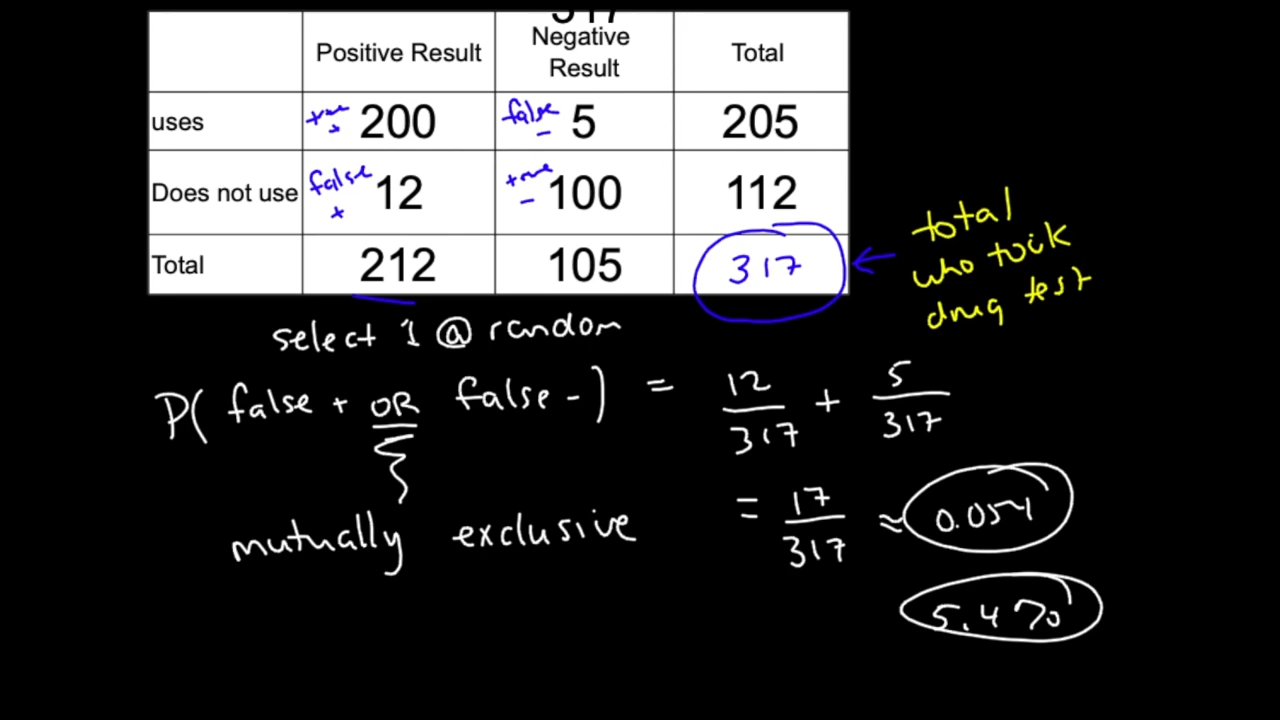 317
Positive Result Negative Result Total
uses true + 200 false - 5 205
Does not use false + 12 true - 100 112
Total 212 105 317
total
who took
drug test
select 1 @ random
P( false + OR false - ) = 12/317 + 5/317
mutually exclusive = 17/317 ≈ 0.054
5.4%